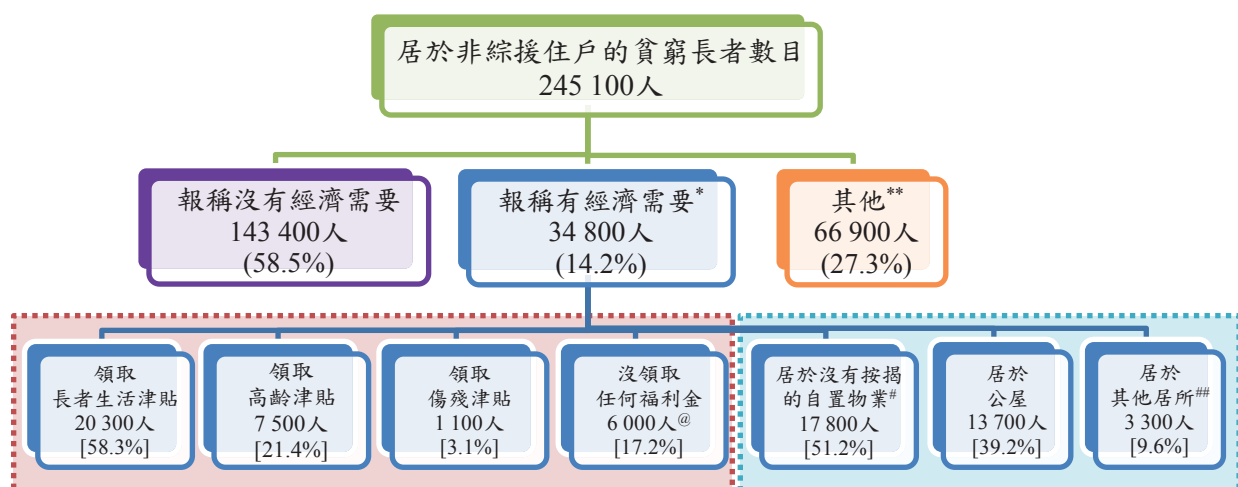 居於非綜援住戶的貧窮長者數目
245 100人
報稱沒有經濟需要
143 400人
(58.5%)
報稱有經濟需要*
34 800人
(14.2%)
其他**
66 900人
(27.3%)
領取
長者生活津貼
20 300人
[58.3%]
領取
高齡津貼
7 500人
[21.4%]
領取
傷殘津貼
1 100人
[3.1%]
沒領取
任何福利金
6 000人@
[17.2%]
居於沒有按揭
的自置物業#
17 800人
[51.2%]
居於
公屋
13 700人
[39.2%]
居於
其他居所##
3 300人
[9.6%]